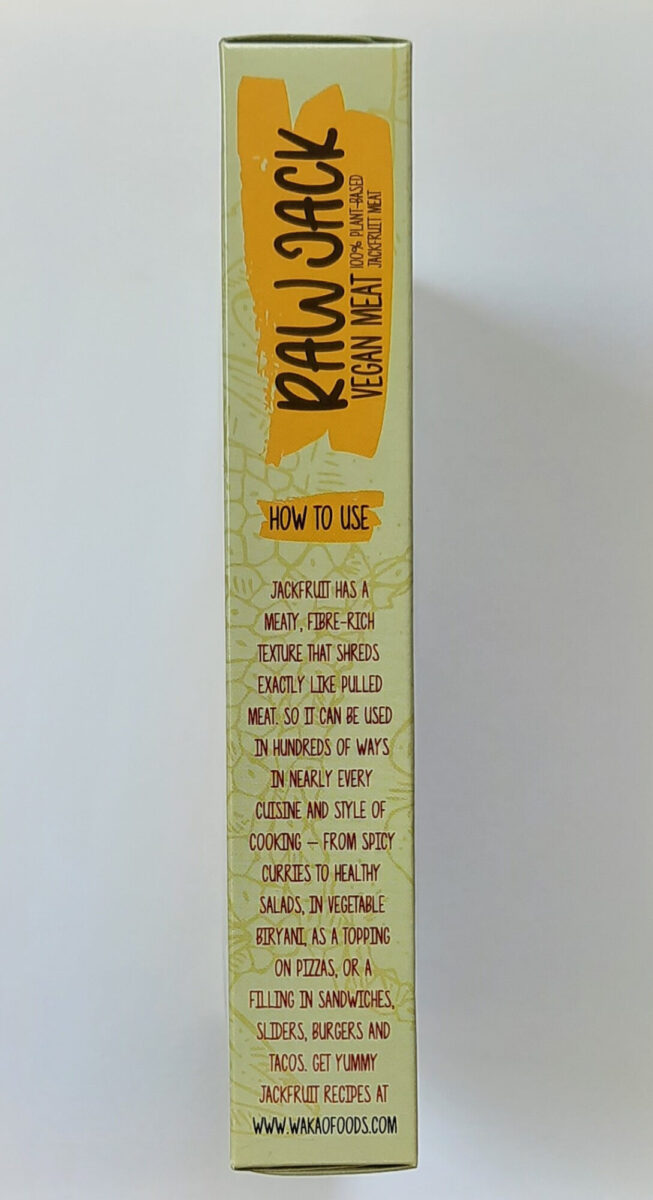 RAW JACK
VEGAN MEAT
100% PLANT-BASED
JACKFRUIT MEAT
HOW TO USE
JACKFRUIT HAS A
MEATY, FIBRE-RICH
TEXTURE THAT SHREDS
EXACTLY LIKE PULLED
MEAT. SO IT CAN BE USED
IN HUNDREDS OF WAYS
IN NEARLY EVERY
CUISINE AND STYLE OF
COOKING – FROM SPICY
CURRIES TO HEALTHY
SALADS, IN VEGETABLE
BIRYANI, AS A TOPPING
ON PIZZAS, OR A
FILLING IN SANDWICHES,
SLIDERS, BURGERS AND
TACOS. GET YUMMY
JACKFRUIT RECIPES AT
WWW.WAKAOFOODS.COM